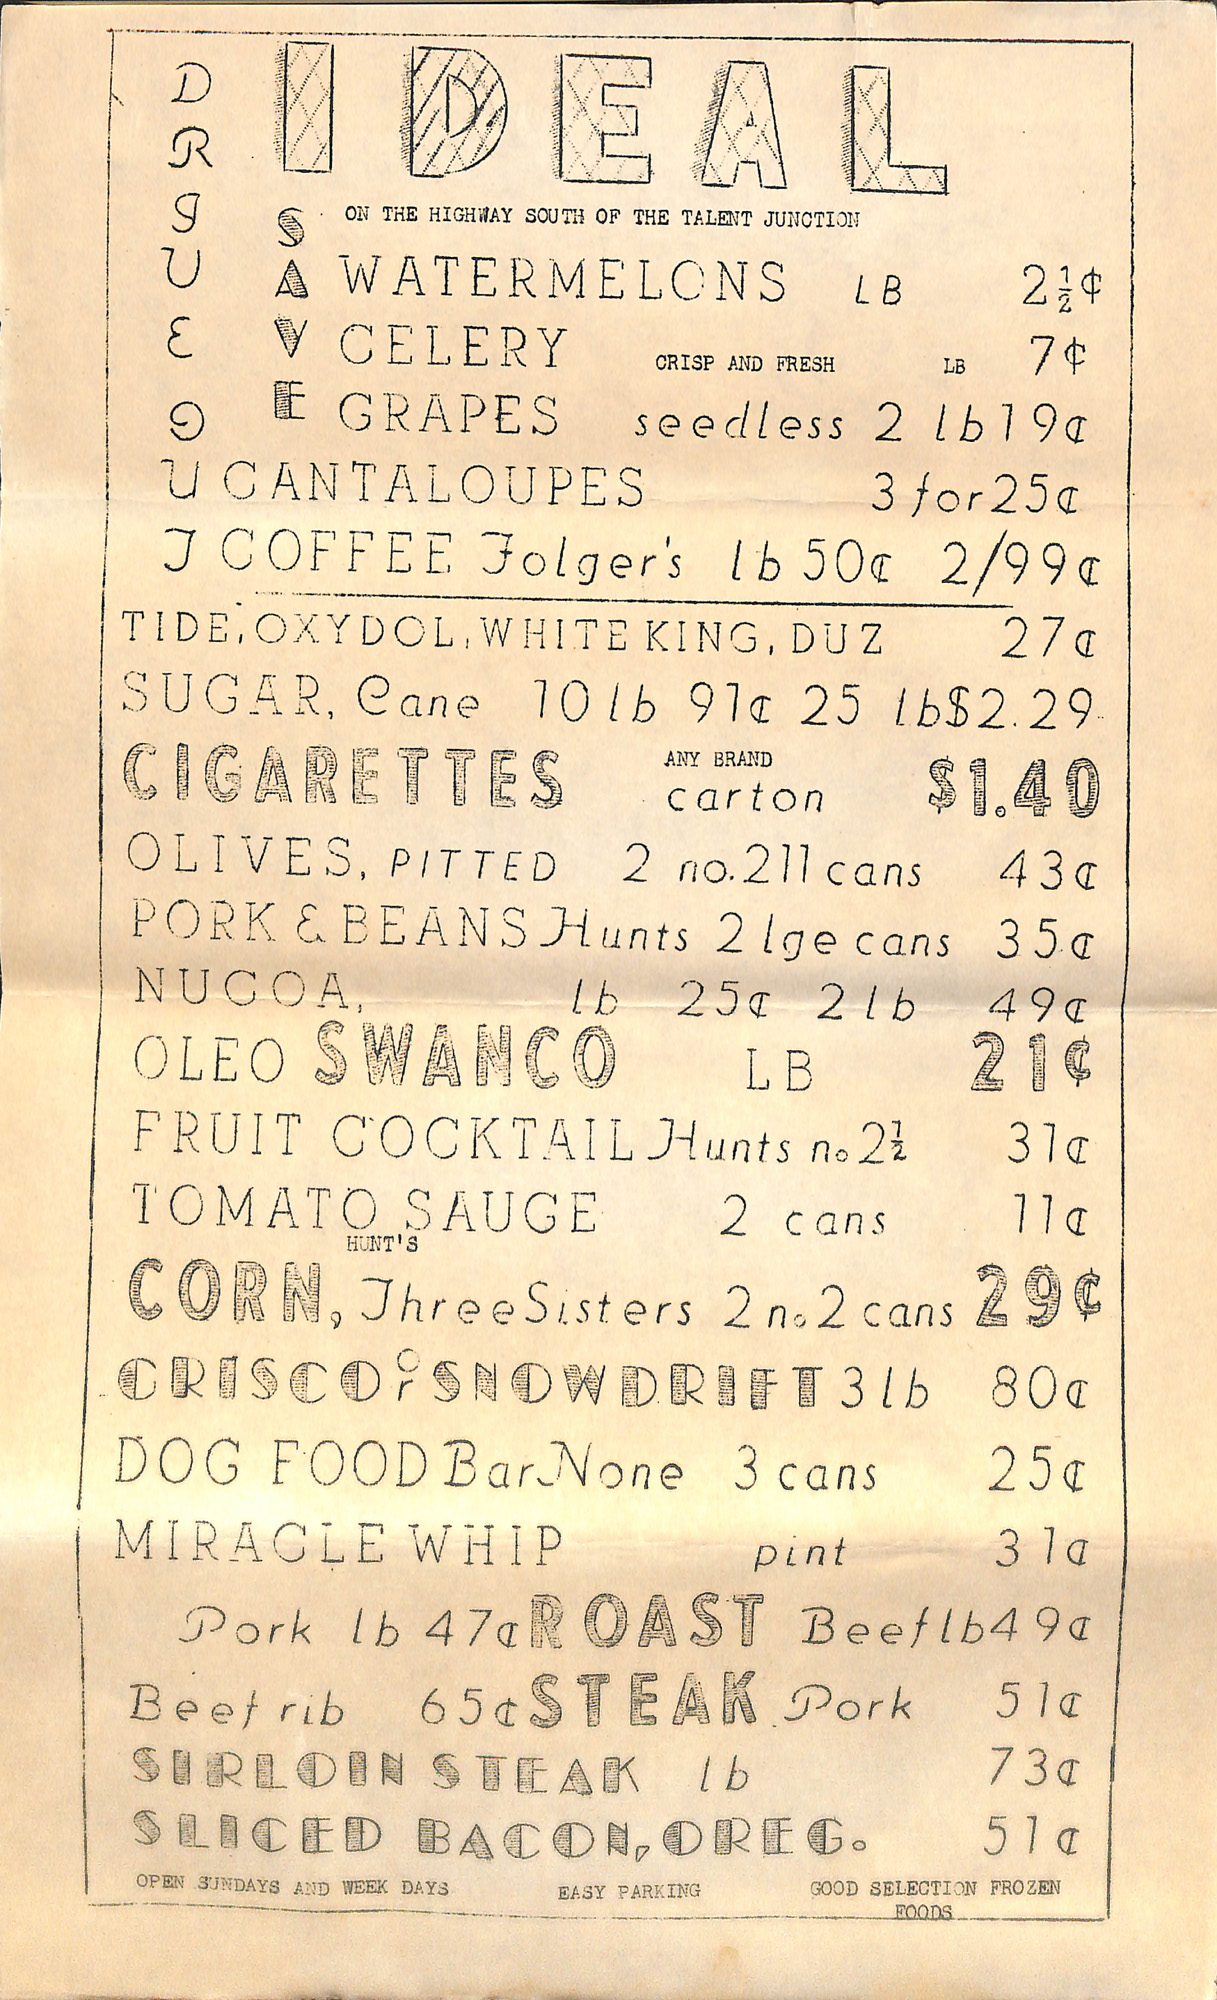 IDEAL
D
R
I
U
E
G
U
J
SAVE
ON THE HIGHWAY SOUTH OF THE TALENT JUNCTION
WATERMELONS LB 2½¢
CELERY CRISP AND FRESH LB 7¢
GRAPES seedless 2 lb 19¢
CANTALOUPES 3 for 25¢
COFFEE Folger's lb 50¢ 2/99¢
TIDE, OXYDOL, WHITE KING, DUZ 27¢
SUGAR, Cane 10 lb 91¢ 25 lb $2.29
CIGARETTES ANY BRAND carton $1.40
OLIVES, PITTED 2 no. 211 cans 43¢
PORK & BEANS Hunts 2 lge cans 35¢
NUCOA, lb 25¢ 2 lb 49¢
OLEO SWANCO LB 21¢
FRUIT COCKTAIL Hunts no 2½ 31¢
TOMATO SAUCE 2 cans 11¢
HUNT'S
CORN, Three Sisters 2 no 2 cans 29¢
CRISCO or SNOWDRIFT 3 lb 80¢
DOG FOOD Bar None 3 cans 25¢
MIRACLE WHIP pint 31¢
Pork lb 47¢ ROAST Beef lb 49¢
Beef rib 65¢ STEAK Pork 51¢
SIRLOIN STEAK lb 73¢
SLICED BACON, OREG. 51¢
OPEN SUNDAYS AND WEEK DAYS EASY PARKING GOOD SELECTION FROZEN
FOODS